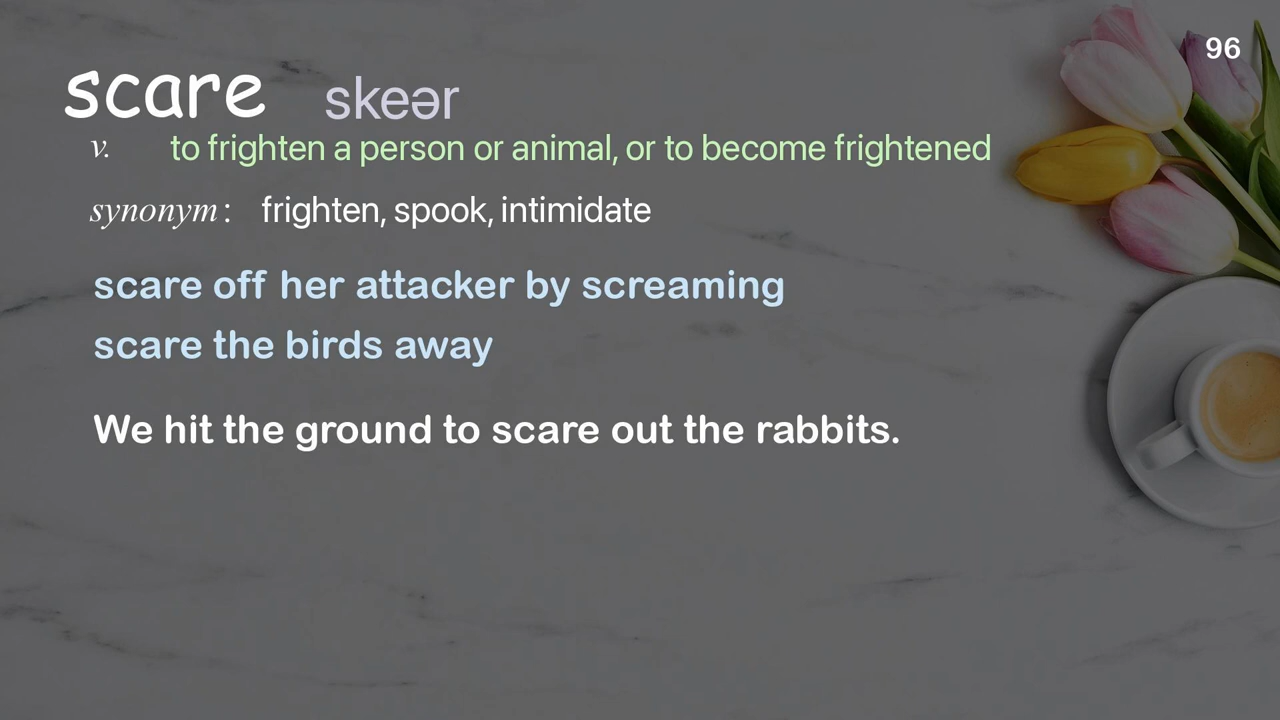 96
scare skeər
v. to frighten a person or animal, or to become frightened
synonym: frighten, spook, intimidate
scare off her attacker by screaming
scare the birds away
We hit the ground to scare out the rabbits.